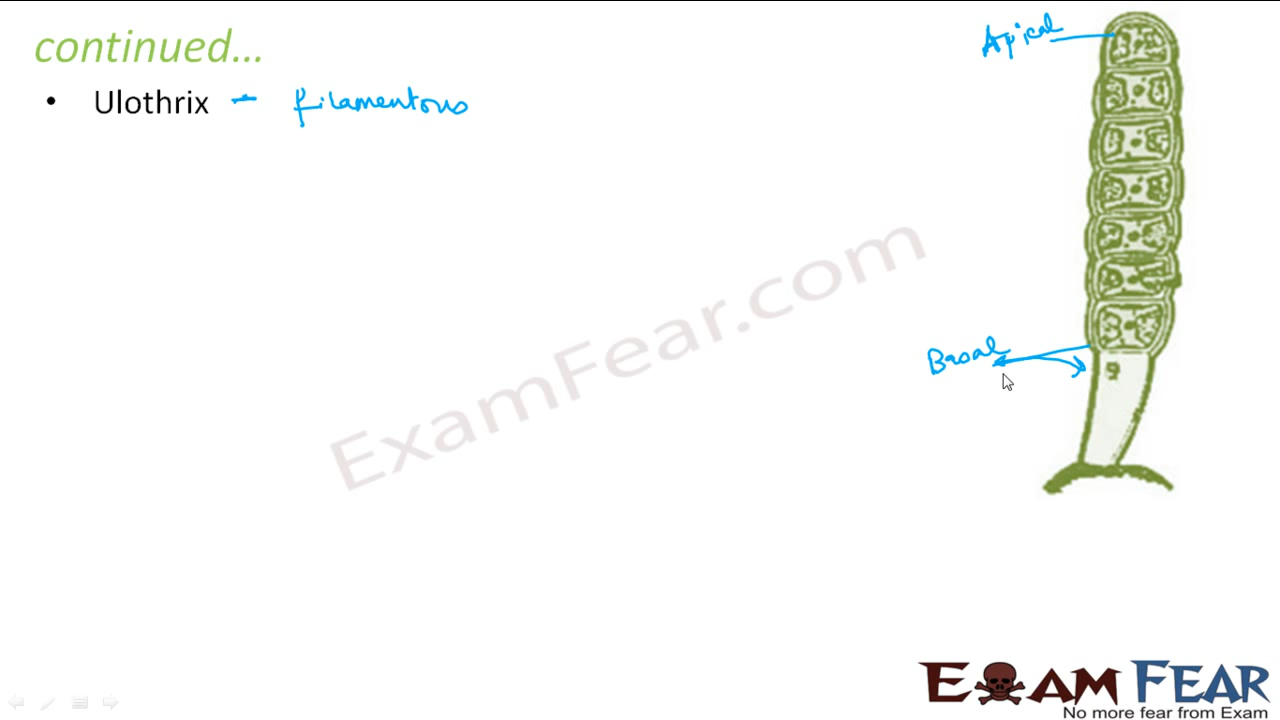 continued...
Apical
• Ulothrix - filamentous
ExamFear.com
Basal
EXAM FEAR
No more fear from Exam